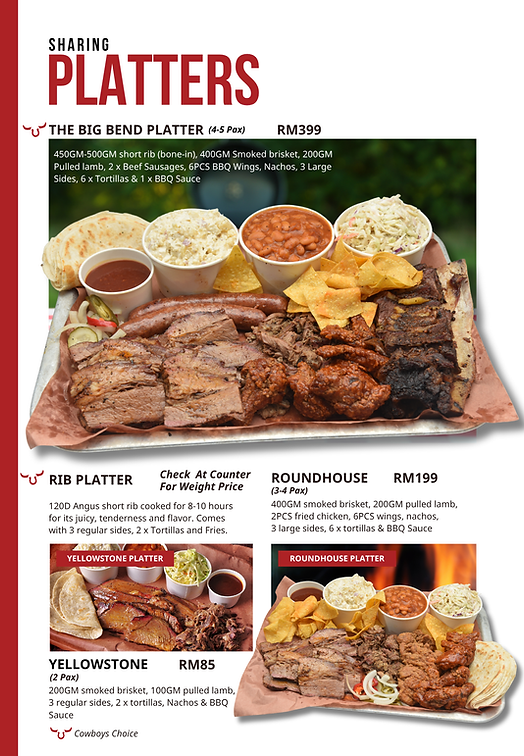 SHARING
PLATTERS
THE BIG BEND PLATTER (4-5 Pax) RM399
450GM-500GM short rib (bone-in), 400GM Smoked brisket, 200GM
Pulled lamb, 2 x Beef Sausages, 6PCS BBQ Wings, Nachos, 3 Large
Sides, 6 x Tortillas & 1 x BBQ Sauce
RIB PLATTER
Check At Counter
For Weight Price
120D Angus short rib cooked for 8-10 hours
for its juicy, tenderness and flavor. Comes
with 3 regular sides, 2 x Tortillas and Fries.
ROUNDHOUSE RM199
(3-4 Pax)
400GM smoked brisket, 200GM pulled lamb,
2PCS fried chicken, 6PCS wings, nachos,
3 large sides, 6 x tortillas & BBQ Sauce
YELLOWSTONE PLATTER
ROUNDHOUSE PLATTER
YELLOWSTONE RM85
(2 Pax)
200GM smoked brisket, 100GM pulled lamb,
3 regular sides, 2 x tortillas, Nachos & BBQ
Sauce
Cowboys Choice